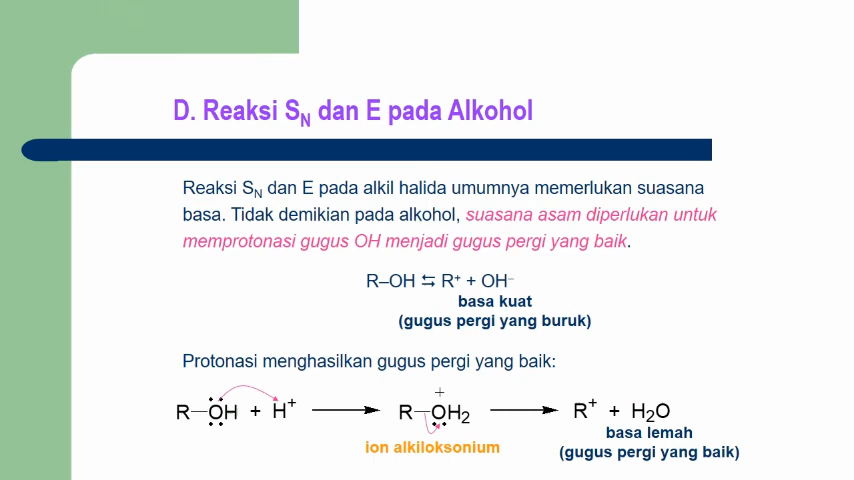 D. Reaksi SN dan E pada Alkohol
Reaksi SN dan E pada alkil halida umumnya memerlukan suasana
basa. Tidak demikian pada alkohol, suasana asam diperlukan untuk
memprotonasi gugus OH menjadi gugus pergi yang baik.
R–OH ⇆ R⁺ + OH⁻
basa kuat
(gugus pergi yang buruk)
Protonasi menghasilkan gugus pergi yang baik:
R—OH + H⁺ → R—OH₂⁺ → R⁺ + H₂O
ion alkiloksonium
basa lemah
(gugus pergi yang baik)